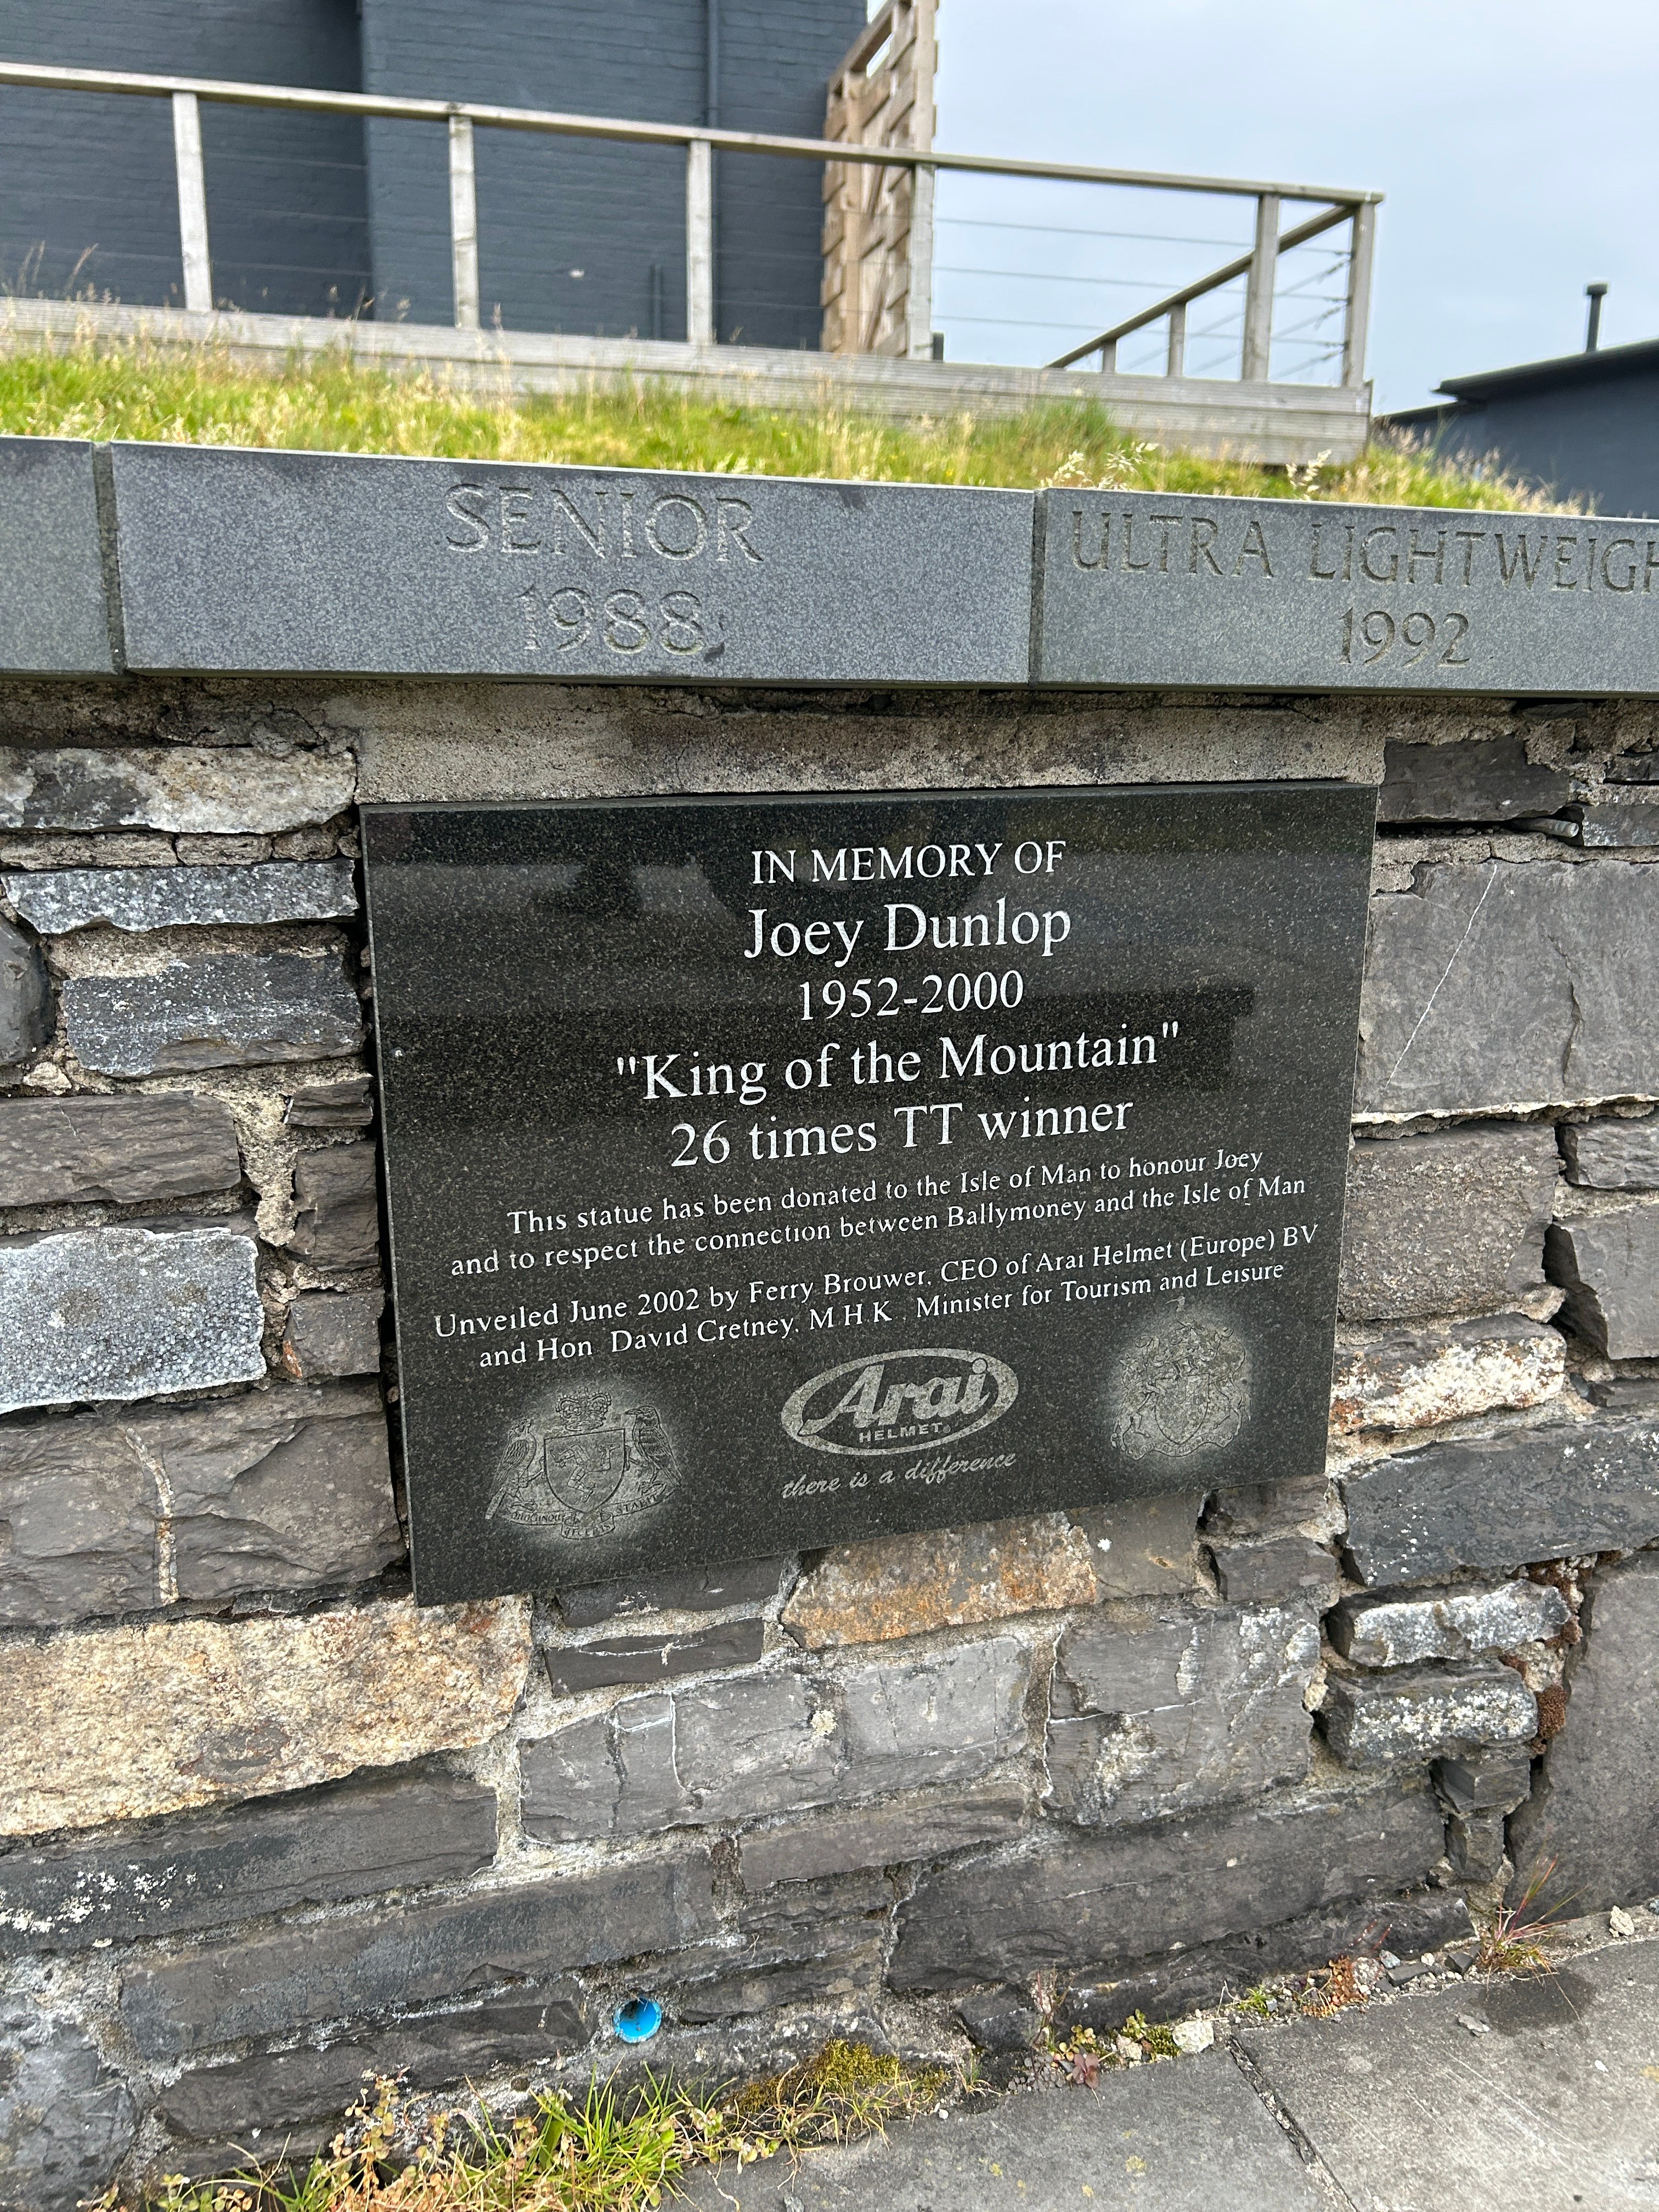 SENIOR
1988
ULTRA LIGHTWEIGH
1992
IN MEMORY OF
Joey Dunlop
1952-2000
"King of the Mountain"
26 times TT winner
This statue has been donated to the Isle of Man to honour Joey
and to respect the connection between Ballymoney and the Isle of Man
Unveiled June 2002 by Ferry Brouwer, CEO of Arai Helmet (Europe) BV
and Hon David Cretney, M.H.K., Minister for Tourism and Leisure
Arai
HELMET®
there is a difference